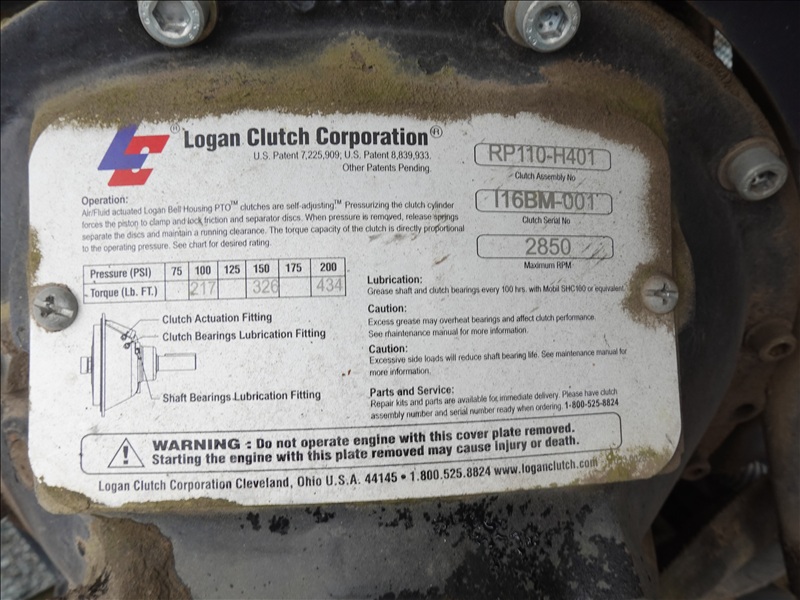 LC® Logan Clutch Corporation®
U.S. Patent 7,225,909; U.S. Patent 8,839,933.
Other Patents Pending.
RP110-H401
Clutch Assembly No
I16BM-001
Clutch Serial No
2850
Maximum RPM
Operation:
Air/Fluid actuated Logan Bell Housing PTO™ clutches are self-adjusting™ Pressurizing the clutch cylinder
forces the piston to clamp and lock friction and separator discs. When pressure is removed, release springs
separate the discs and maintain a running clearance. The torque capacity of the clutch is directly proportional
to the operating pressure. See chart for desired rating.
Pressure (PSI) 75 100 125 150 175 200
Torque (Lb. FT.) 217 326 434
Clutch Actuation Fitting
Clutch Bearings Lubrication Fitting
Shaft Bearings Lubrication Fitting
Lubrication:
Grease shaft and clutch bearings every 100 hrs. with Mobil SHC100 or equivalent.
Caution:
Excess grease may overheat bearings and affect clutch performance.
See maintenance manual for more information.
Caution:
Excessive side loads will reduce shaft bearing life. See maintenance manual for
more information.
Parts and Service:
Repair kits and parts are available for immediate delivery. Please have clutch
assembly number and serial number ready when ordering. 1-800-525-8824
WARNING : Do not operate engine with this cover plate removed.
Starting the engine with this plate removed may cause injury or death.
Logan Clutch Corporation Cleveland, Ohio U.S.A. 44145 • 1.800.525.8824 www.loganclutch.com